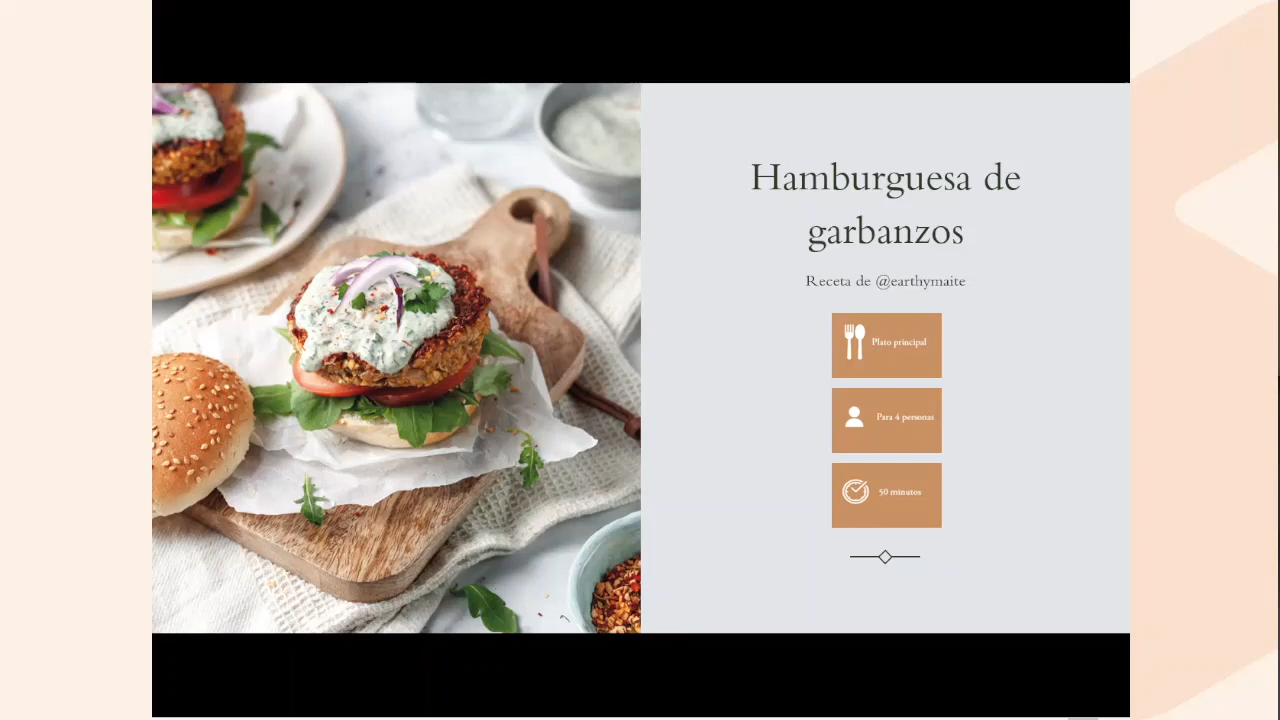 Hamburguesa de
garbanzos
Receta de @earthymaite
Plato principal
Para 4 personas
50 minutos